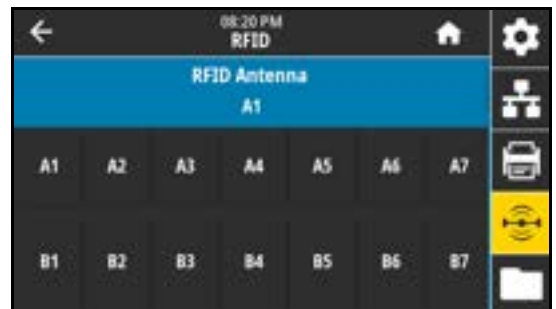 08:20 PM
RFID
RFID Antenna
A1
A1 A2 A3 A4 A5 A6 A7
B1 B2 B3 B4 B5 B6 B7